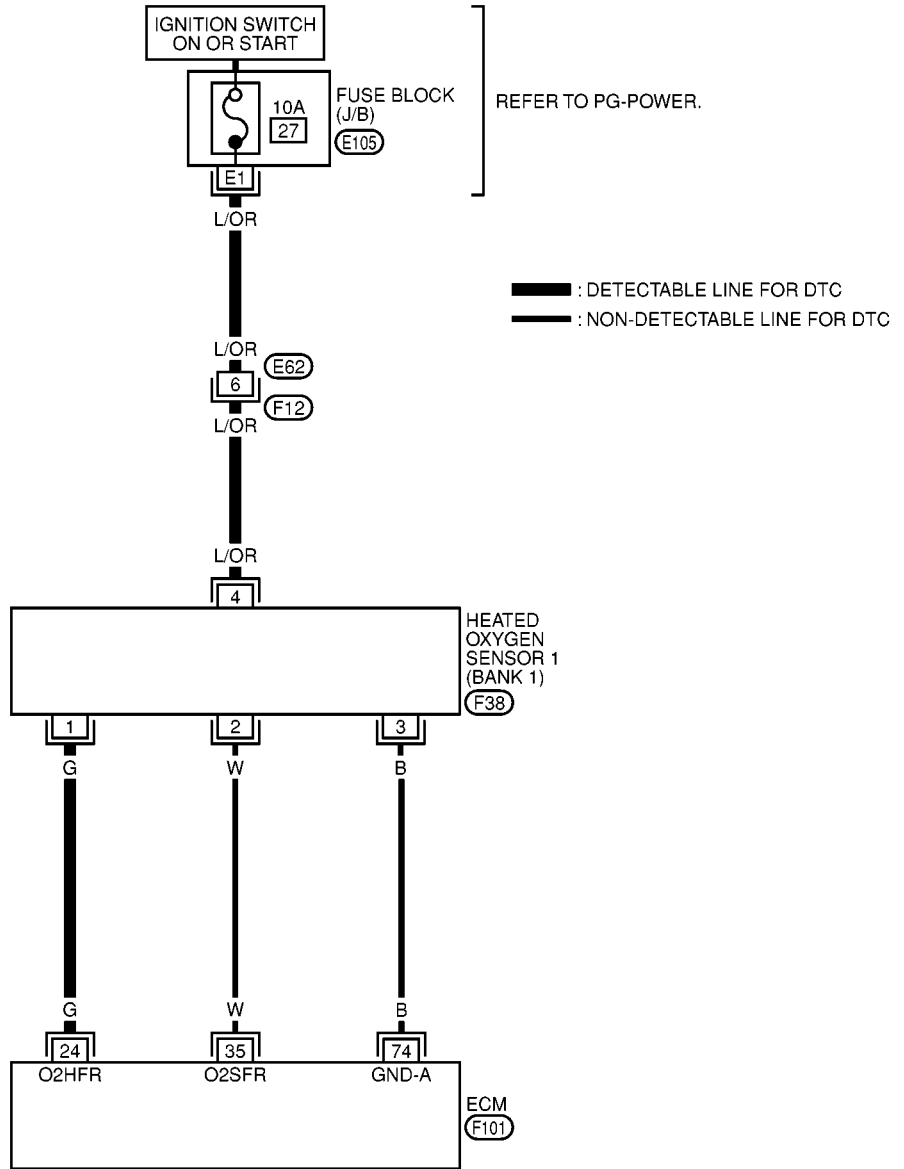 IGNITION SWITCH
ON OR START
FUSE BLOCK
(J/B)
E105
10A
27
REFER TO PG-POWER.
E1
L/OR
: DETECTABLE LINE FOR DTC
: NON-DETECTABLE LINE FOR DTC
L/OR
E62
6
F12
L/OR
L/OR
4
HEATED
OXYGEN
SENSOR 1
(BANK 1)
F38
1 2 3
G W B
G W B
24 35 74
O2HFR O2SFR GND-A
ECM
F101